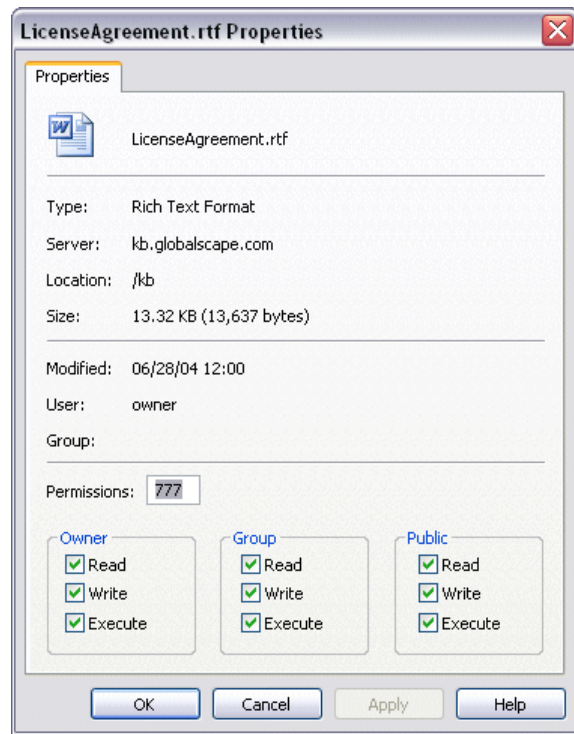 LicenseAgreement.rtf Properties
Properties
LicenseAgreement.rtf
Type: Rich Text Format
Server: kb.globalscape.com
Location: /kb
Size: 13.32 KB (13,637 bytes)
Modified: 06/28/04 12:00
User: owner
Group:
Permissions: 777
Owner Group Public
Read Read Read
Write Write Write
Execute Execute Execute
OK Cancel Apply Help